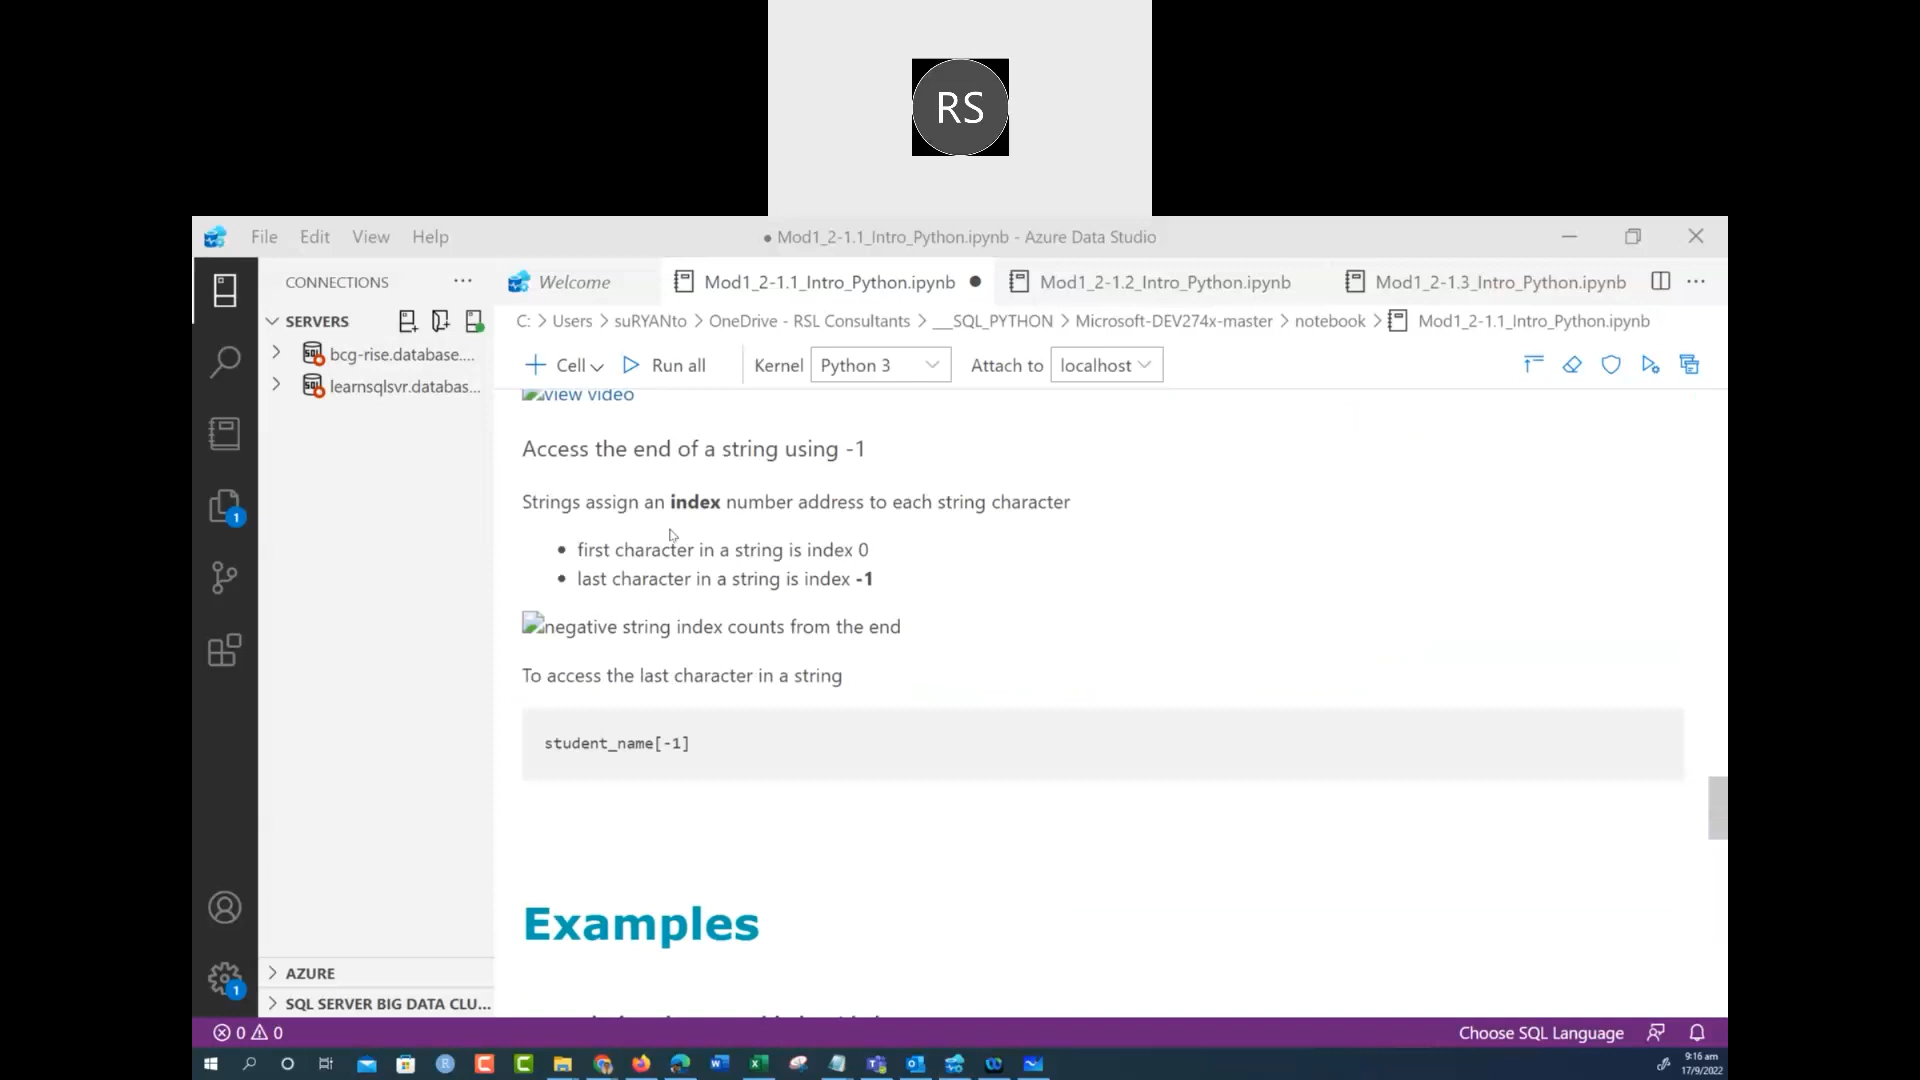 RS
File Edit View Help
● Mod1_2-1.1_Intro_Python.ipynb - Azure Data Studio
CONNECTIONS
Welcome
Mod1_2-1.1_Intro_Python.ipynb
Mod1_2-1.2_Intro_Python.ipynb
Mod1_2-1.3_Intro_Python.ipynb
SERVERS
C: > Users > suRYANto > OneDrive - RSL Consultants > __SQL_PYTHON > Microsoft-DEV274x-master > notebook > Mod1_2-1.1_Intro_Python.ipynb
bcg-rise.database....
learnsqlsvr.databas...
Cell Run all Kernel Python 3 Attach to localhost
view video
Access the end of a string using -1
Strings assign an index number address to each string character
• first character in a string is index 0
• last character in a string is index -1
negative string index counts from the end
To access the last character in a string
student_name[-1]
Examples
1
1
AZURE
SQL SERVER BIG DATA CLU...
0 0
Choose SQL Language
9:16 am
17/9/2022